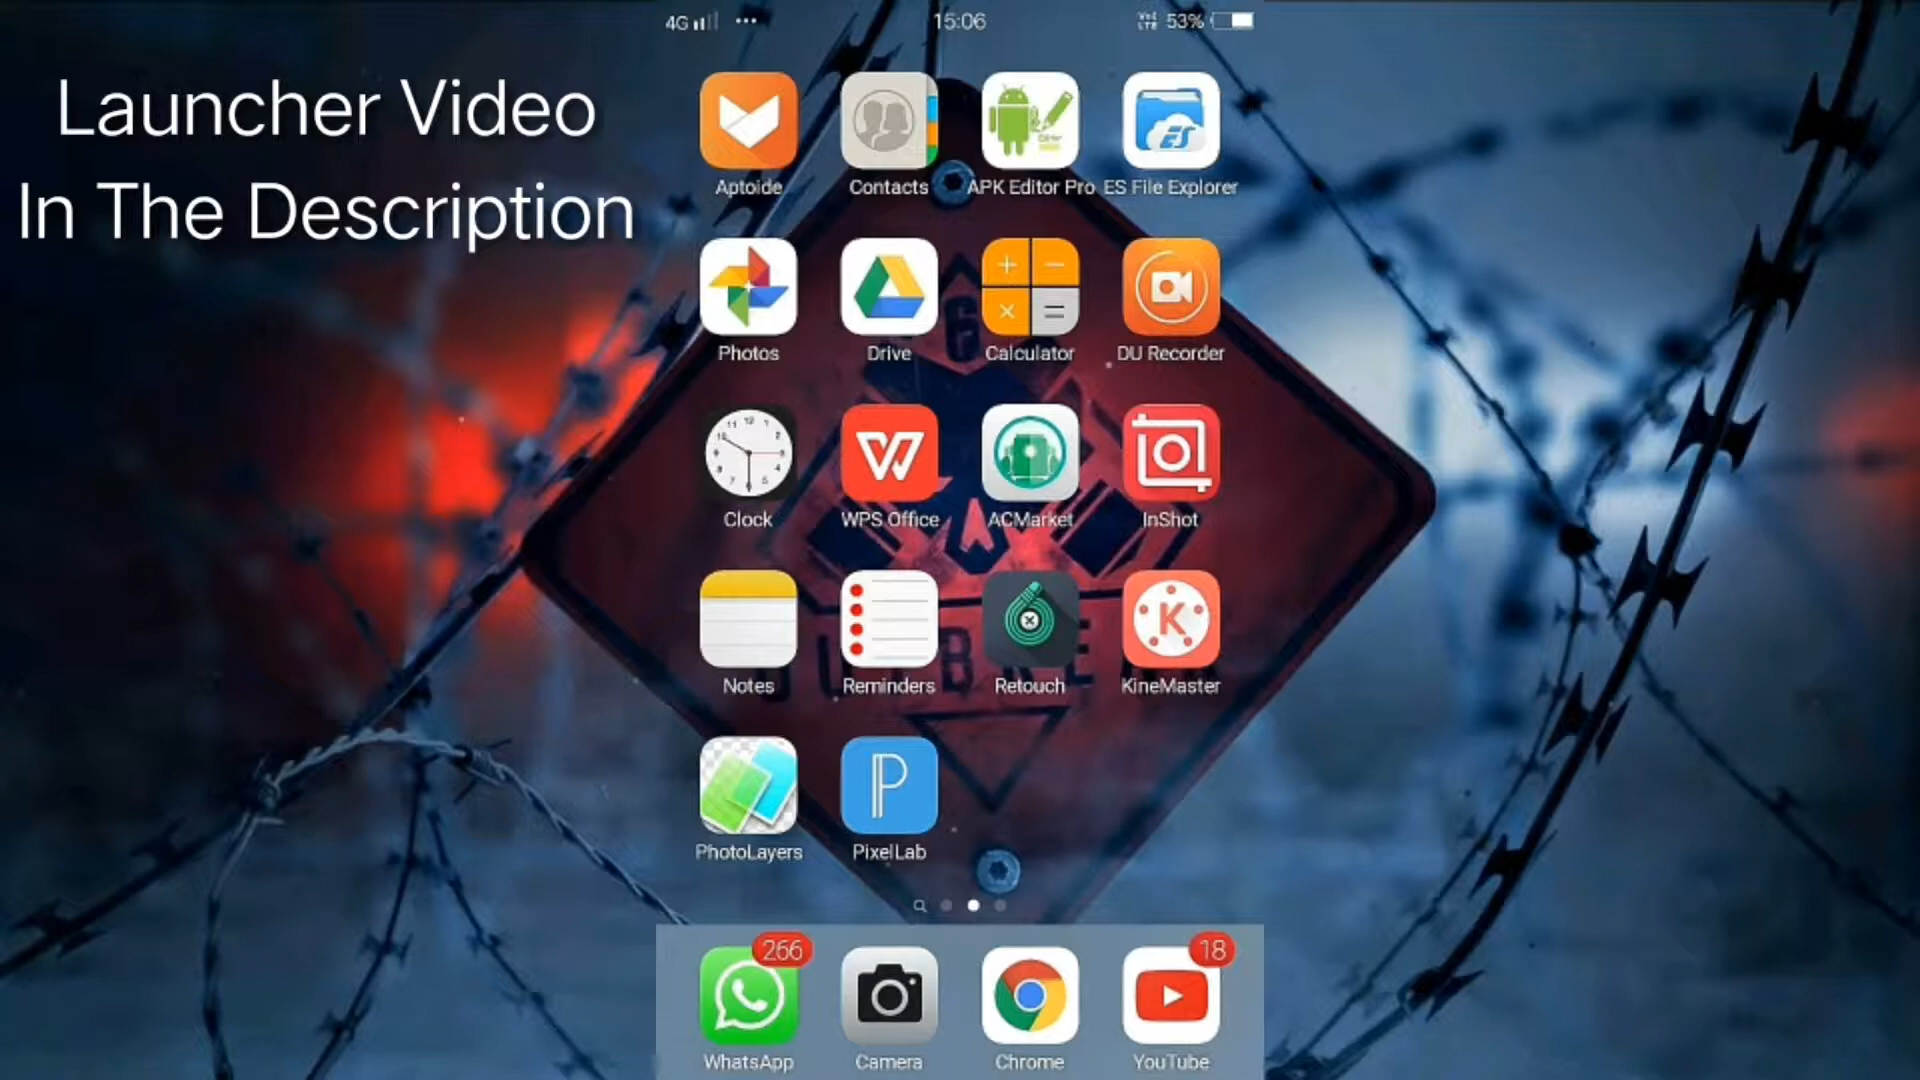 4G
15:06
Vo) LTE 53%
Launcher Video
In The Description
Aptoide
Contacts
APK Editor Pro
ES File Explorer
Photos
Drive
Calculator
DU Recorder
Clock
WPS Office
ACMarket
InShot
Notes
Reminders
Retouch
KineMaster
PhotoLayers
PixelLab
266
18
WhatsApp
Camera
Chrome
YouTube